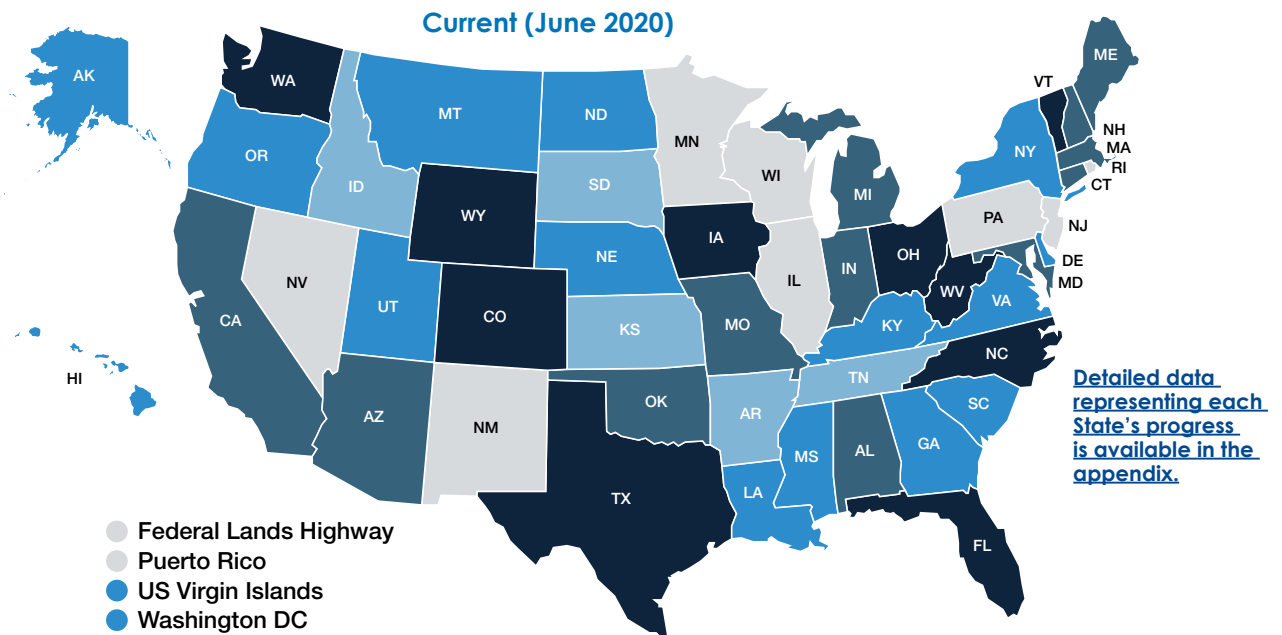 Current (June 2020)
AK
WA
ME
VT
MT
ND
MN
NH
MA
OR
NY
RI
ID
SD
WI
CT
MI
WY
PA
NJ
IA
NE
OH
DE
NV
IN
IL
MD
UT
WV
VA
CO
CA
KY
KS
MO
NC
HI
TN
Detailed data
representing each
State's progress
is available in the
appendix.
OK
SC
AZ
AR
NM
GA
MS
AL
LA
TX
FL
Federal Lands Highway
Puerto Rico
US Virgin Islands
Washington DC